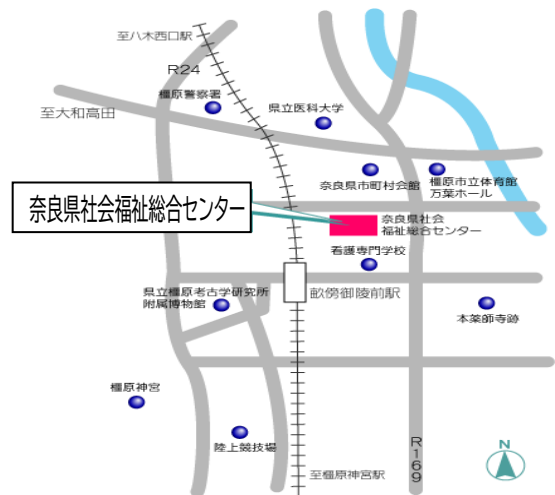 至八木西口駅
R24
橿原警察署
県立医科大学
至大和高田
奈良県市町村会館
橿原市立体育館
万葉ホール
奈良県社会福祉総合センター
奈良県社会
福祉総合センター
看護専門学校
県立橿原考古学研究所
附属博物館
畝傍御陵前駅
本薬師寺跡
橿原神宮
陸上競技場
R169
N
至橿原神宮駅